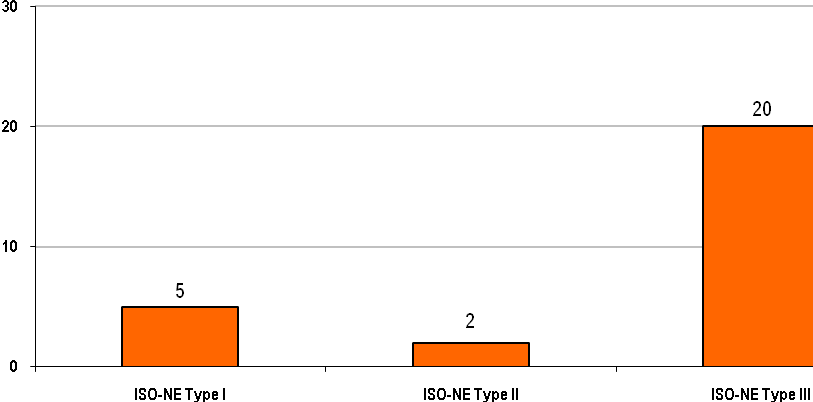 30
20
20
10
5
2
0
ISO-NE Type I
ISO-NE Type II
ISO-NE Type III